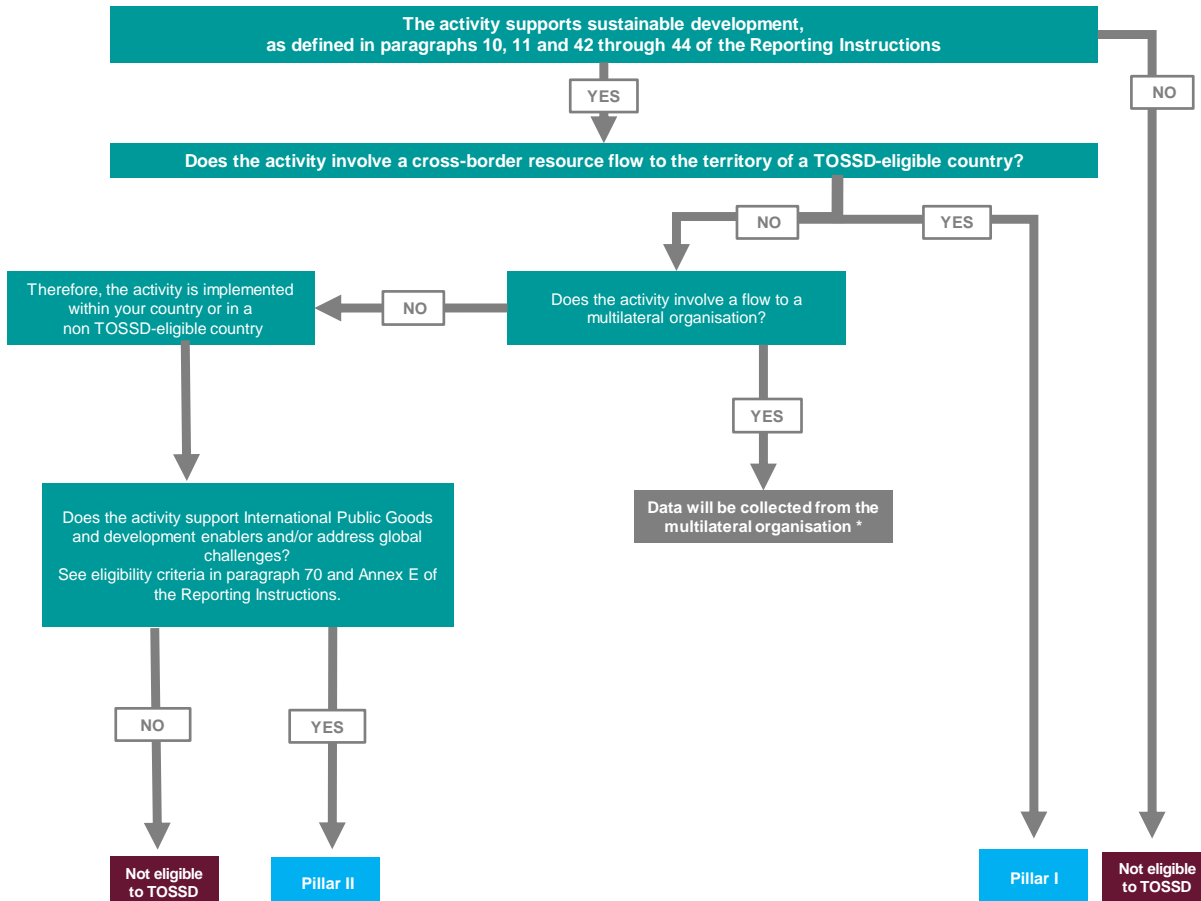 The activity supports sustainable development,
as defined in paragraphs 10, 11 and 42 through 44 of the Reporting Instructions
YES
NO
Does the activity involve a cross-border resource flow to the territory of a TOSSD-eligible country?
NO
YES
Therefore, the activity is implemented
within your country or in a
non TOSSD-eligible country
NO
Does the activity involve a flow to a
multilateral organisation?
YES
Does the activity support International Public Goods
and development enablers and/or address global
challenges?
See eligibility criteria in paragraph 70 and Annex E of
the Reporting Instructions.
Data will be collected from the
multilateral organisation *
NO
YES
Not eligible
to TOSSD
Pillar II
Pillar I
Not eligible
to TOSSD